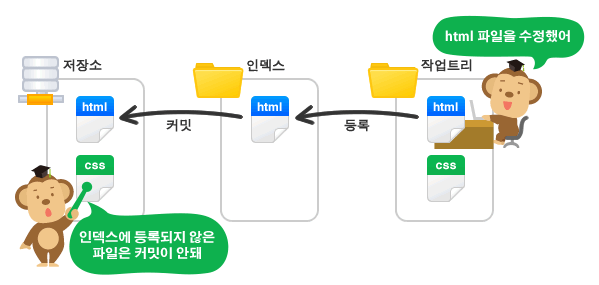 html 파일을 수정했어
저장소
인덱스
작업트리
html
html
html
커밋
등록
css
css
인덱스에 등록되지 않은
파일은 커밋이 안돼